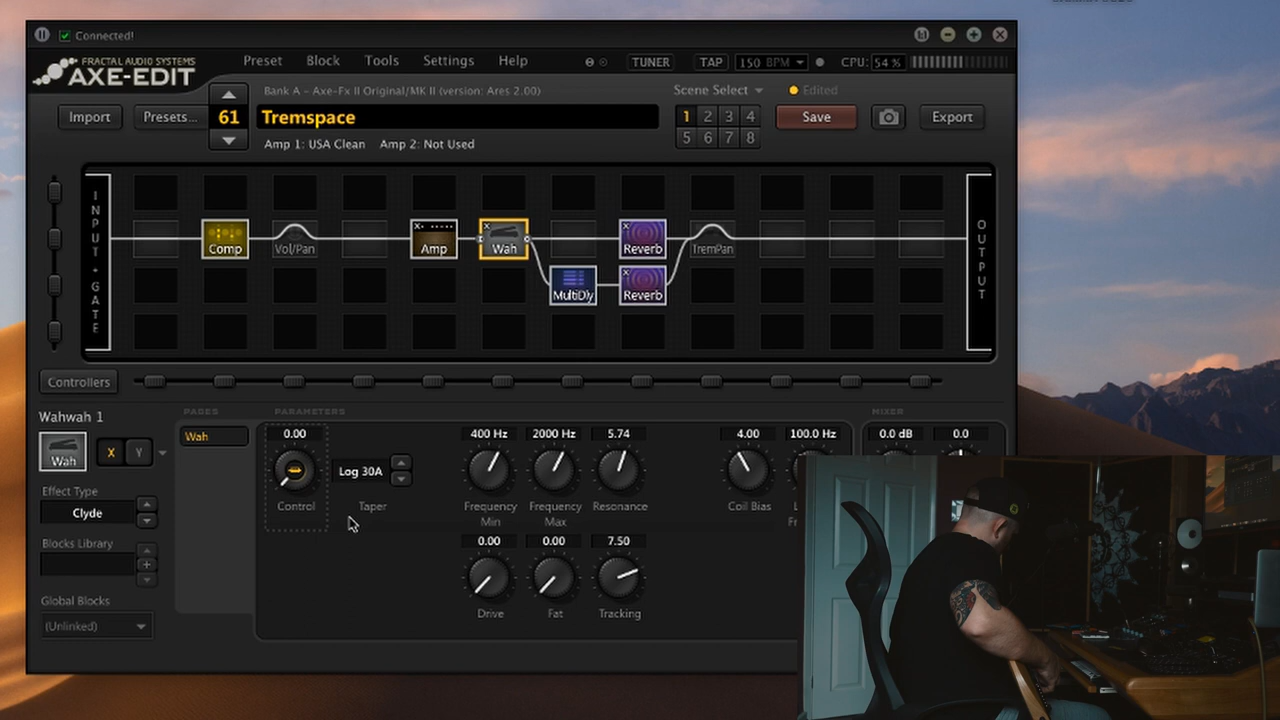 Connected!
FRACTAL AUDIO SYSTEMS
AXE-EDIT
Preset Block Tools Settings Help
TUNER TAP 150 BPM CPU: 54 %
Import Presets... 61
Bank A - Axe-Fx II Original/MK II (version: Ares 2.00)
Tremspace
Amp 1: USA Clean Amp 2: Not Used
Scene Select Edited
1 2 3 4
5 6 7 8
Save Export
INPUT • GATE
Comp Vol/Pan Amp Wah Reverb TremPan
MultiDly Reverb
OUTPUT
Controllers
Wahwah 1
Wah
X Y
Effect Type
Clyde
Blocks Library
Global Blocks
(Unlinked)
PAGES
Wah
PARAMETERS
0.00 400 Hz 2000 Hz 5.74 4.00 100.0 Hz
Log 30A
Control Taper Frequency Min Frequency Max Resonance Coil Bias
0.00 0.00 7.50
Drive Fat Tracking
MIXER
0.0 dB 0.0